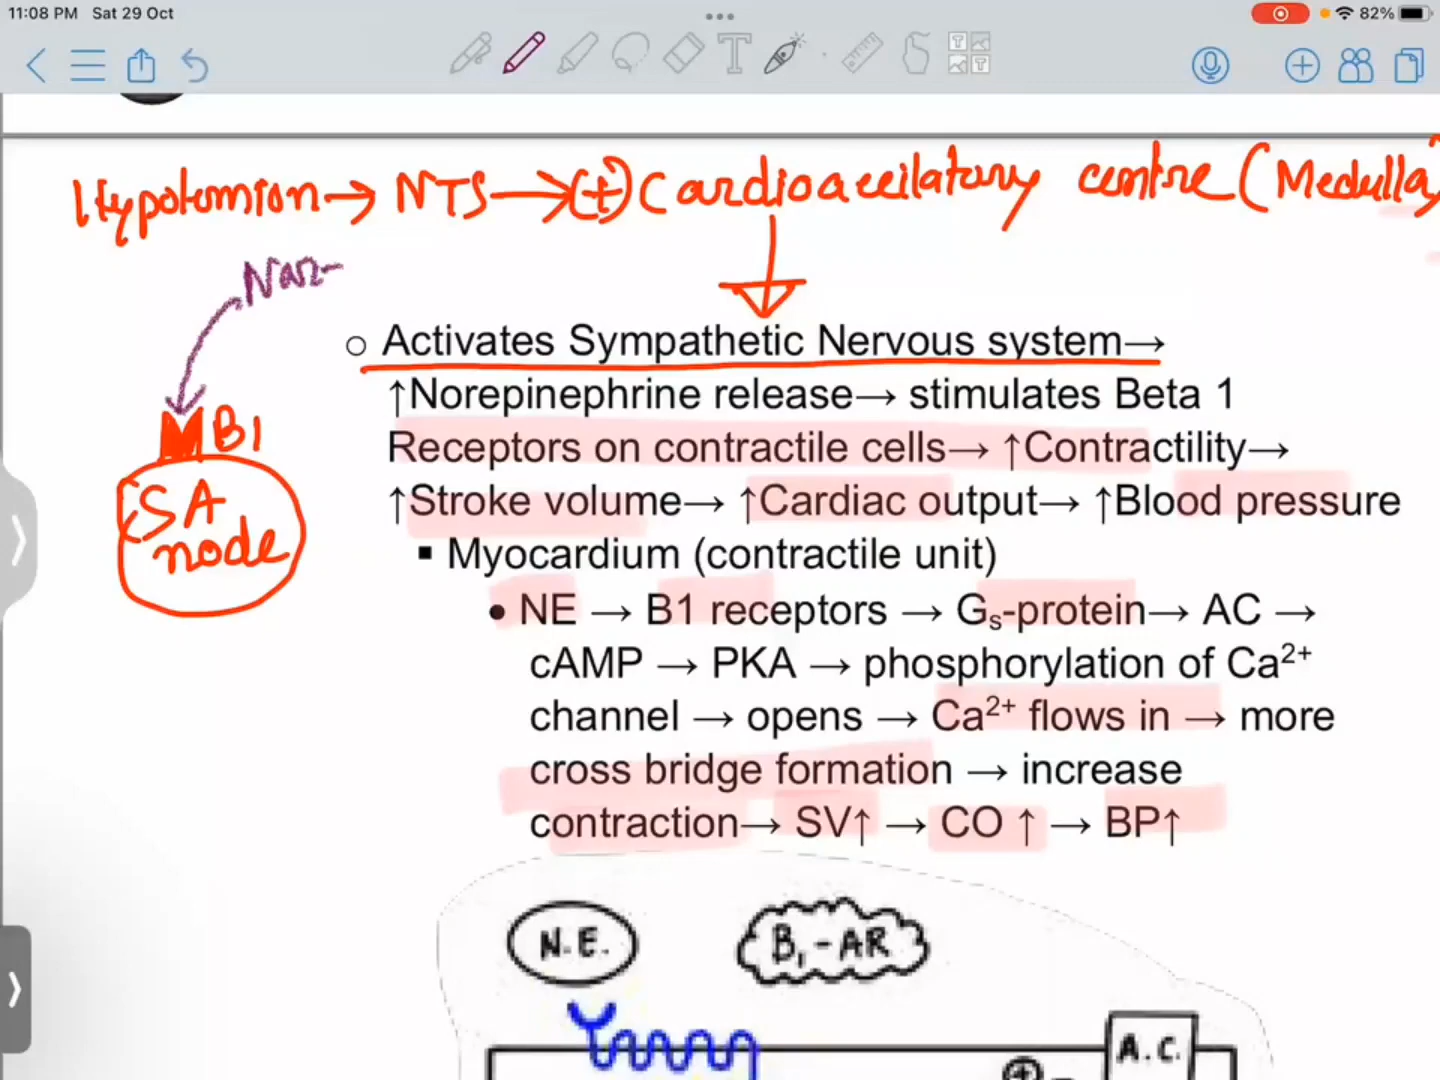 11:08 PM Sat 29 Oct
82%
Hypotension → NTS → (+) Cardioaccilatory centre (Medulla)
Nor-
○ Activates Sympathetic Nervous system→
↑Norepinephrine release→ stimulates Beta 1
B1
Receptors on contractile cells→ ↑Contractility→
↑Stroke volume→ ↑Cardiac output→ ↑Blood pressure
SA
node
▪ Myocardium (contractile unit)
• NE → B1 receptors → Gs-protein→ AC →
cAMP → PKA → phosphorylation of Ca²⁺
channel → opens → Ca²⁺ flows in → more
cross bridge formation → increase
contraction→ SV↑ → CO ↑ → BP↑
N.E.
B₁-AR
A.C.